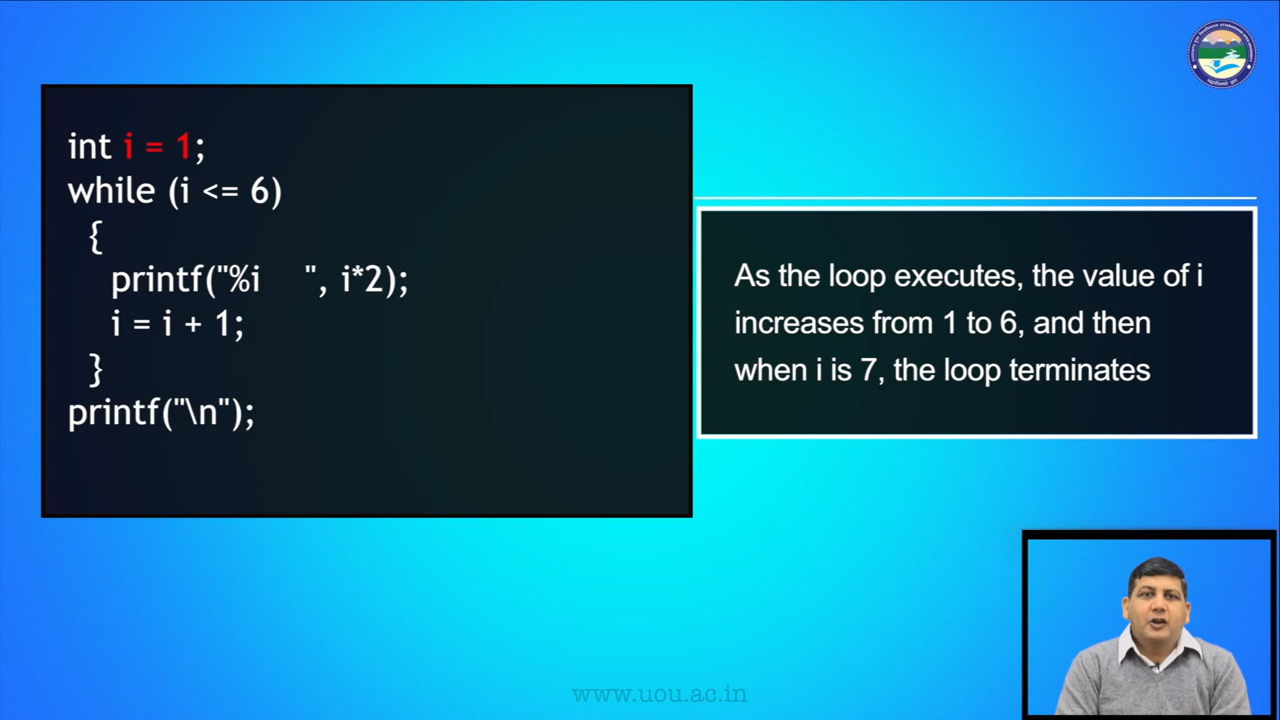 int i = 1;
while (i <= 6)
{
printf("%i    ", i*2);
i = i + 1;
}
printf("\n");
As the loop executes, the value of i
increases from 1 to 6, and then
when i is 7, the loop terminates
www.uou.ac.in